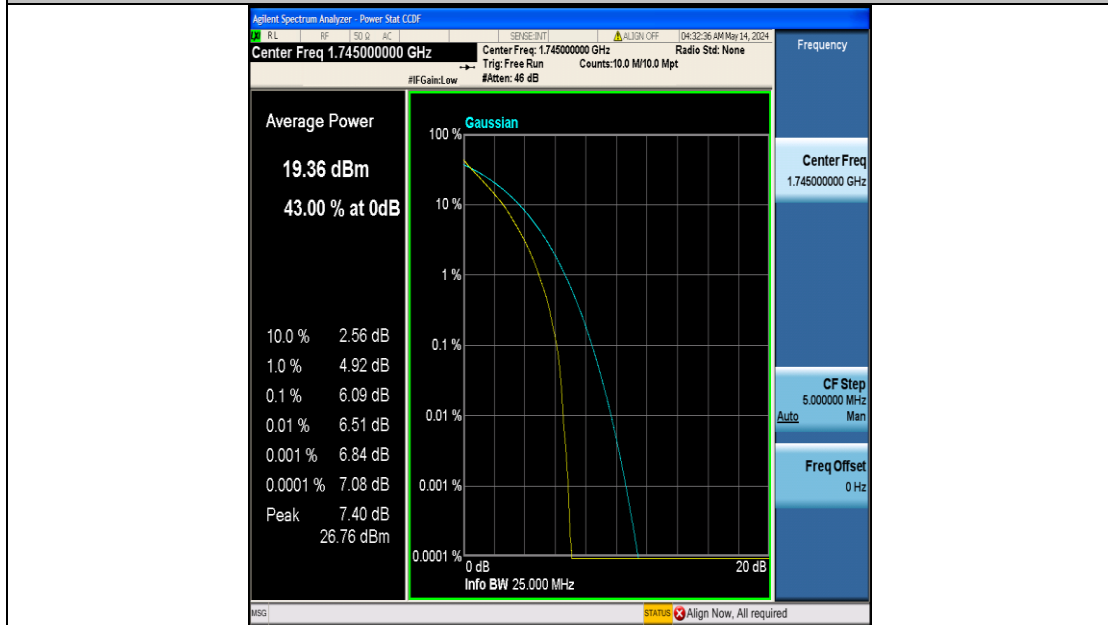 Agilent Spectrum Analyzer - Power Stat CCDF
RL RF 50 Ω AC SENSE:INT ALIGN OFF 04:32:36 AM May 14, 2024
Center Freq 1.745000000 GHz
Center Freq: 1.745000000 GHz Radio Std: None
Trig: Free Run Counts:10.0 M/10.0 Mpt
#IFGain:Low #Atten: 46 dB
Average Power
19.36 dBm
43.00 % at 0dB
10.0 % 2.56 dB
1.0 % 4.92 dB
0.1 % 6.09 dB
0.01 % 6.51 dB
0.001 % 6.84 dB
0.0001 % 7.08 dB
Peak 7.40 dB
26.76 dBm
Gaussian
100 %
10 %
1 %
0.1 %
0.01 %
0.001 %
0.0001 %
0 dB 20 dB
Info BW 25.000 MHz
Frequency
Center Freq
1.745000000 GHz
CF Step
5.000000 MHz
Auto Man
Freq Offset
0 Hz
MSG STATUS Align Now, All required